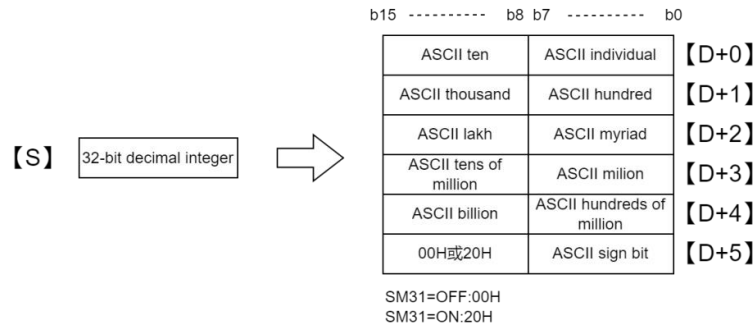 b15 ---------- b8 b7 ---------- b0
ASCII ten ASCII individual 【D+0】
ASCII thousand ASCII hundred 【D+1】
ASCII lakh ASCII myriad 【D+2】
【S】 32-bit decimal integer
ASCII tens of
million
ASCII milion 【D+3】
ASCII billion
ASCII hundreds of
million
【D+4】
00H或20H ASCII sign bit 【D+5】
SM31=OFF:00H
SM31=ON:20H